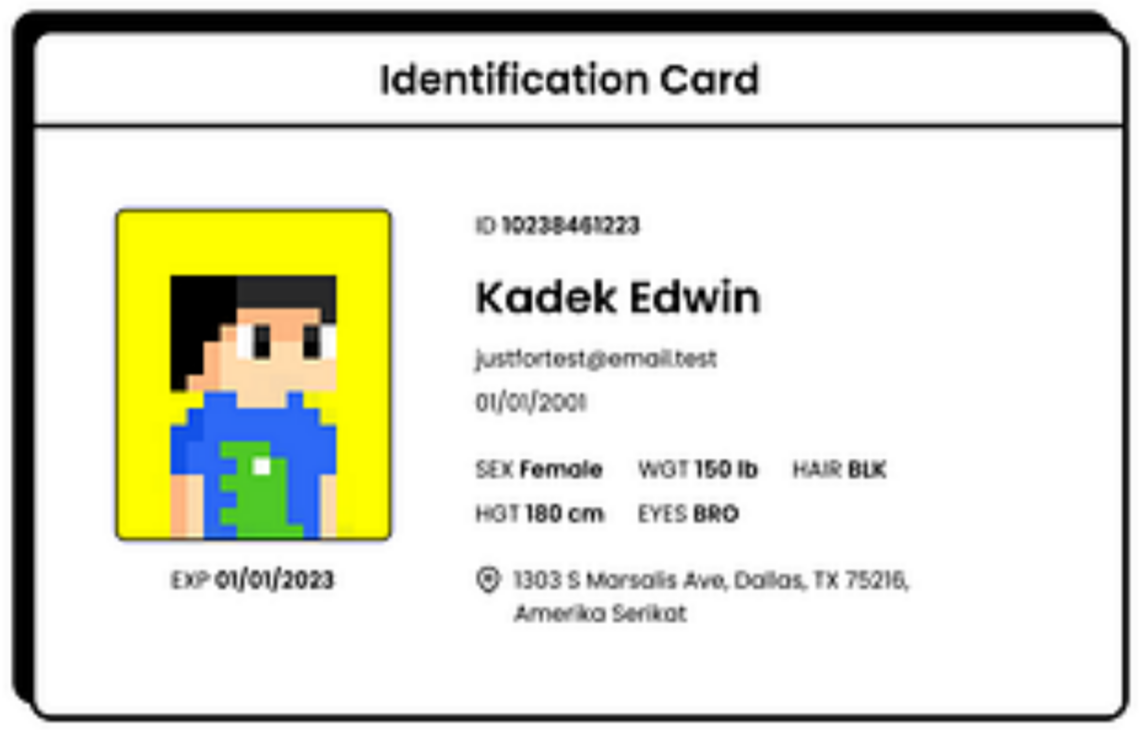 Identification Card
ID 10238461223
Kadek Edwin
justfortest@email.test
01/01/2001
SEX Female WGT 150 lb HAIR BLK
HGT 180 cm EYES BRO
EXP 01/01/2023
1303 S Marsalis Ave, Dallas, TX 75216,
Amerika Serikat